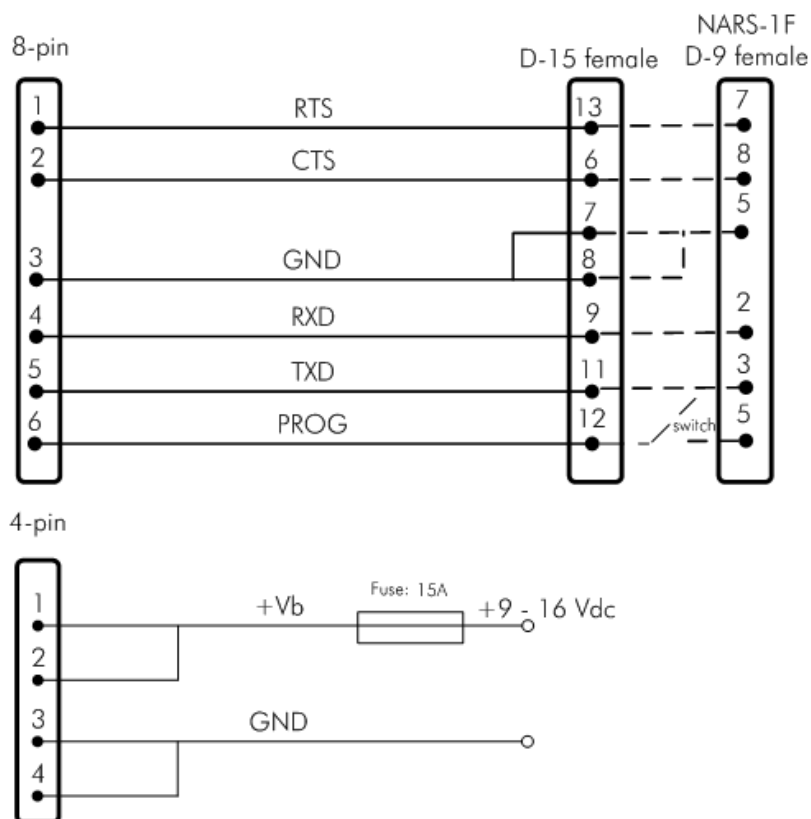 NARS-1F
8-pin D-15 female D-9 female
1 RTS 13 7
2 CTS 6 8
7 5
3 GND 8
4 RXD 9 2
5 TXD 11 3
6 PROG 12 5
switch
4-pin
1 +Vb Fuse: 15A +9 - 16 Vdc
2
3 GND
4